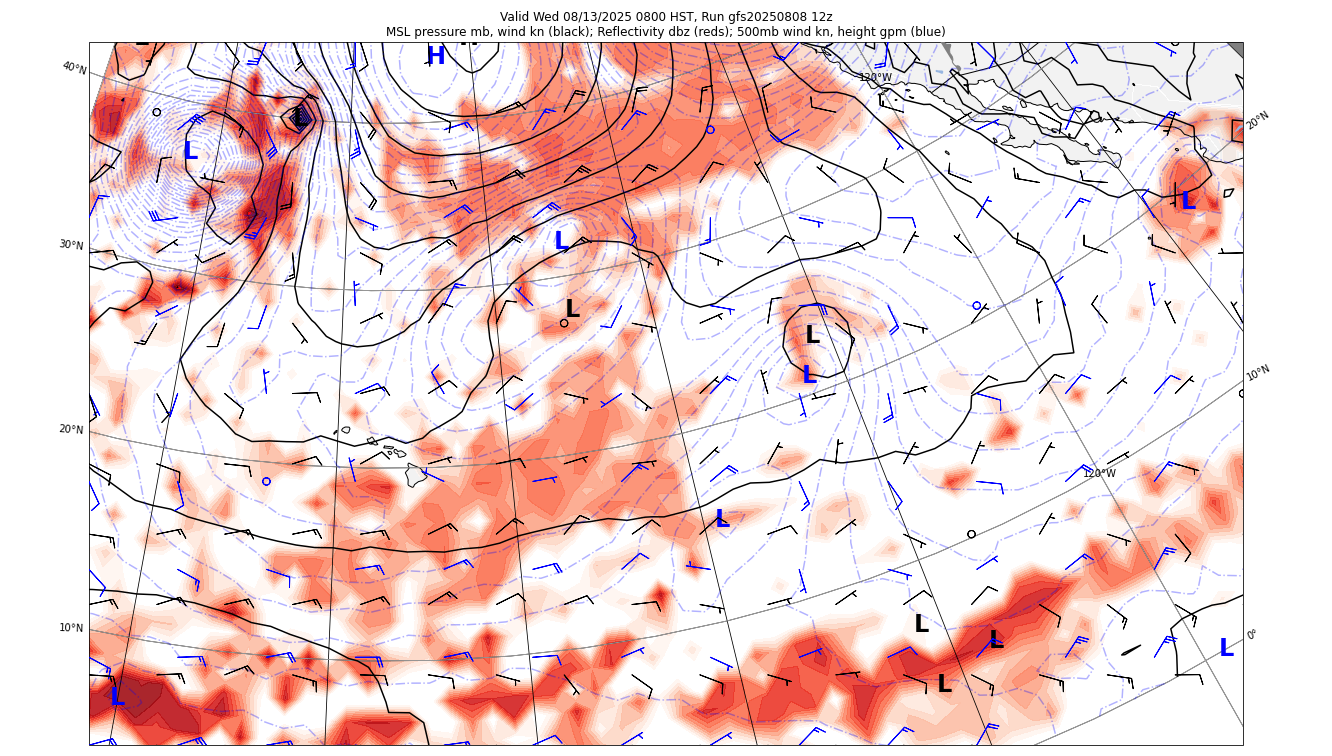 Valid Wed 08/13/2025 0800 HST, Run gfs20250808 12z
MSL pressure mb, wind kn (black); Reflectivity dbz (reds); 500mb wind kn, height gpm (blue)
H
40°N
120°W
L
20°N
L
L
L
30°N
L
L
L
10°N
20°N
120°W
L
L
10°N
L
0°
L
L
L